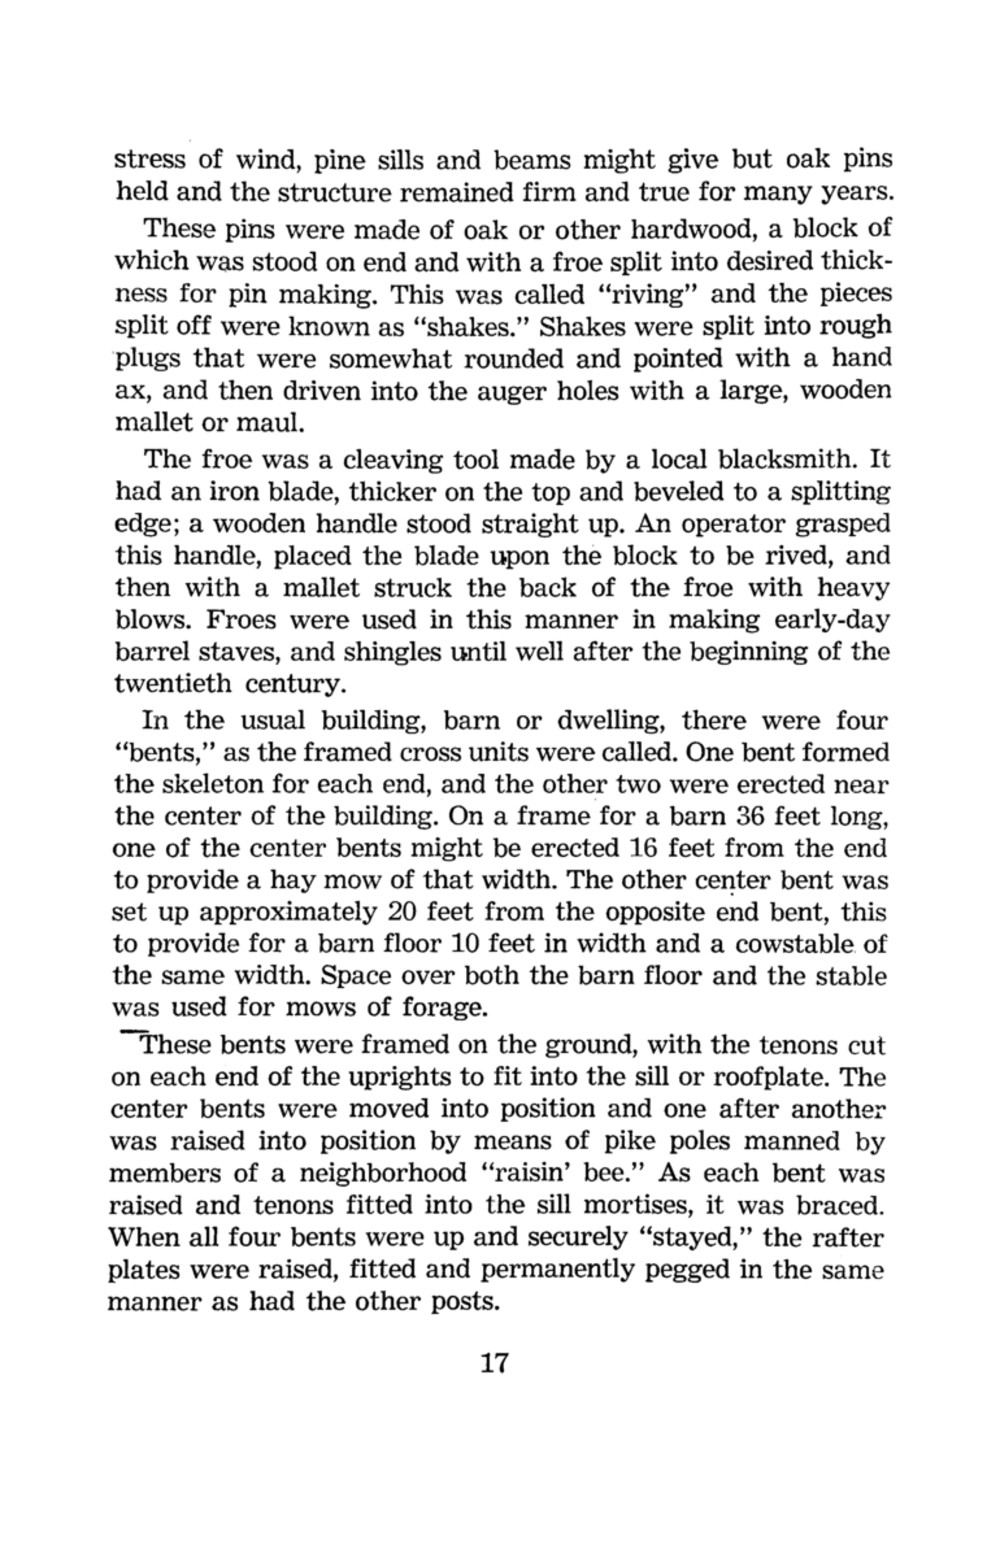 stress of wind, pine sills and beams might give but oak pins
held and the structure remained firm and true for many years.
These pins were made of oak or other hardwood, a block of
which was stood on end and with a froe split into desired thick-
ness for pin making. This was called “riving” and the pieces
split off were known as “shakes.” Shakes were split into rough
plugs that were somewhat rounded and pointed with a hand
ax, and then driven into the auger holes with a large, wooden
mallet or maul.
The froe was a cleaving tool made by a local blacksmith. It
had an iron blade, thicker on the top and beveled to a splitting
edge; a wooden handle stood straight up. An operator grasped
this handle, placed the blade upon the block to be rived, and
then with a mallet struck the back of the froe with heavy
blows. Froes were used in this manner in making early-day
barrel staves, and shingles until well after the beginning of the
twentieth century.
In the usual building, barn or dwelling, there were four
“bents,” as the framed cross units were called. One bent formed
the skeleton for each end, and the other two were erected near
the center of the building. On a frame for a barn 36 feet long,
one of the center bents might be erected 16 feet from the end
to provide a hay mow of that width. The other center bent was
set up approximately 20 feet from the opposite end bent, this
to provide for a barn floor 10 feet in width and a cowstable of
the same width. Space over both the barn floor and the stable
was used for mows of forage.
These bents were framed on the ground, with the tenons cut
on each end of the uprights to fit into the sill or roofplate. The
center bents were moved into position and one after another
was raised into position by means of pike poles manned by
members of a neighborhood “raisin’ bee.” As each bent was
raised and tenons fitted into the sill mortises, it was braced.
When all four bents were up and securely “stayed,” the rafter
plates were raised, fitted and permanently pegged in the same
manner as had the other posts.
17